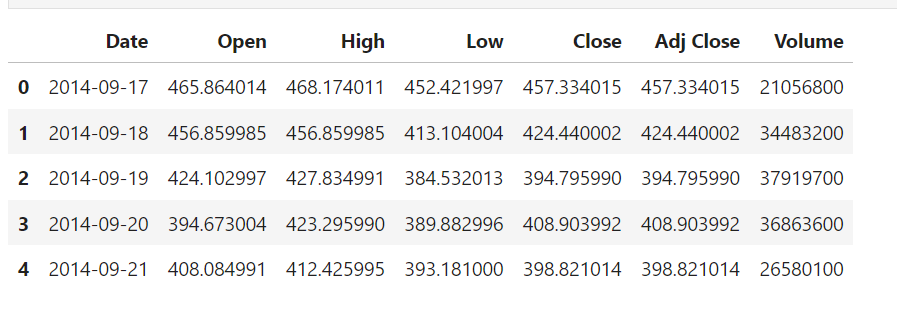 Date Open High Low Close Adj Close Volume
0 2014-09-17 465.864014 468.174011 452.421997 457.334015 457.334015 21056800
1 2014-09-18 456.859985 456.859985 413.104004 424.440002 424.440002 34483200
2 2014-09-19 424.102997 427.834991 384.532013 394.795990 394.795990 37919700
3 2014-09-20 394.673004 423.295990 389.882996 408.903992 408.903992 36863600
4 2014-09-21 408.084991 412.425995 393.181000 398.821014 398.821014 26580100